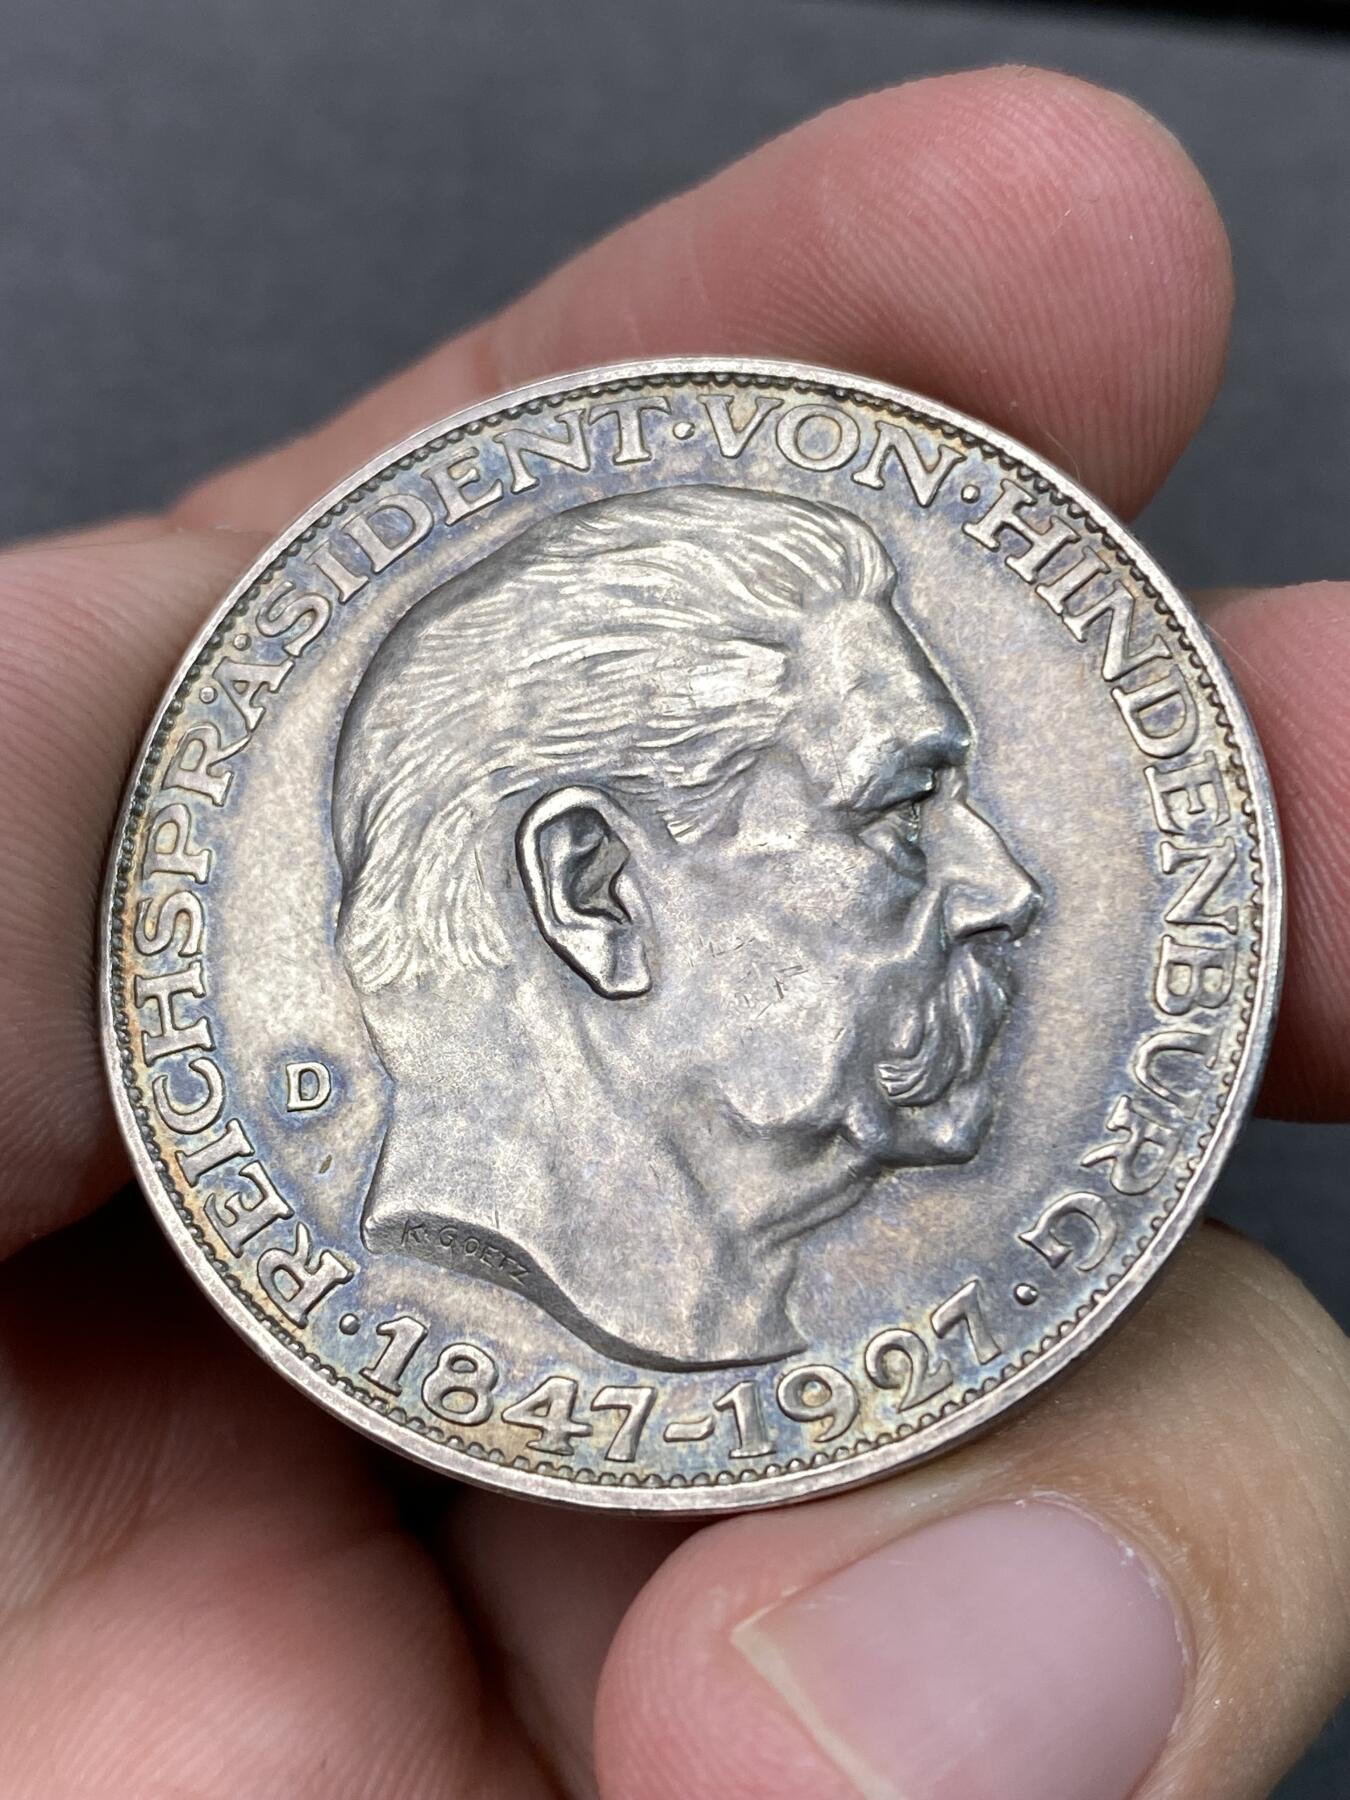 ·REICHSPRÄSIDENT·VON·HINDENBURG·
1847-1927
D
K·GOETZ